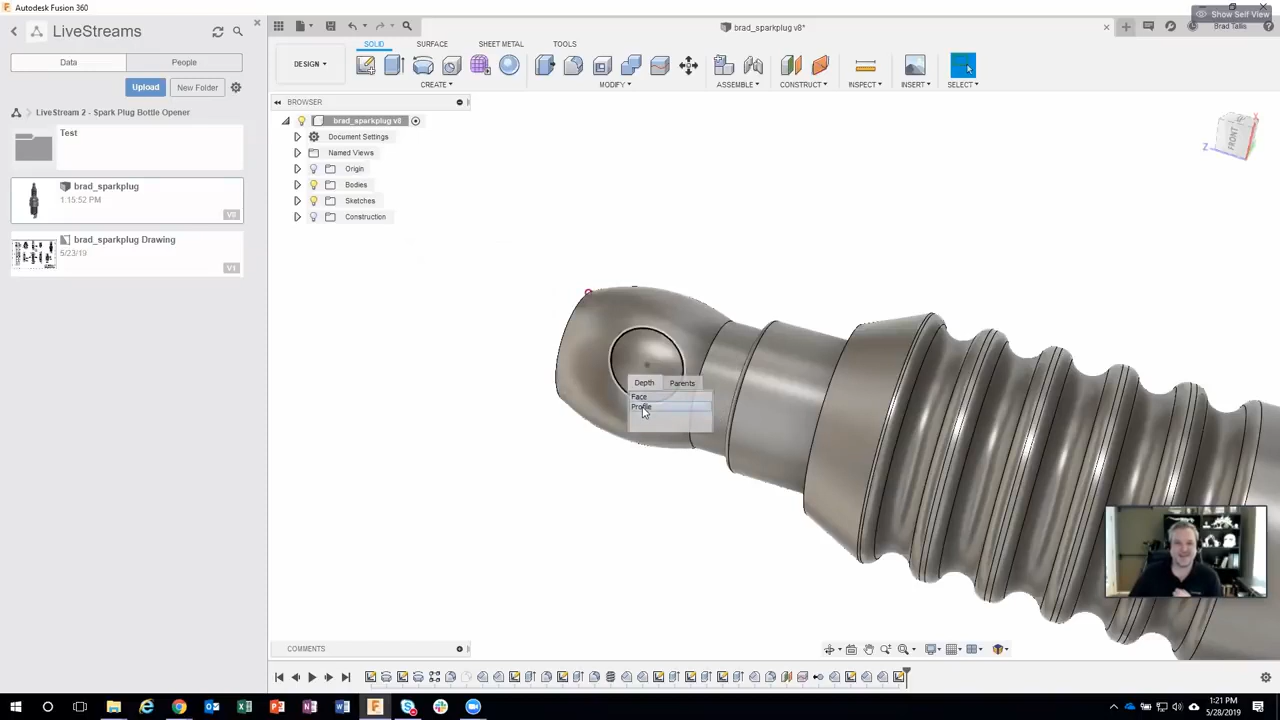 Autodesk Fusion 360
Show Self View
LiveStreams
brad_sparkplug v8*
Brad Tallis
Data
People
SOLID
SURFACE
SHEET METAL
TOOLS
DESIGN
Upload
New Folder
CREATE
MODIFY
ASSEMBLE
CONSTRUCT
INSPECT
INSERT
SELECT
BROWSER
LiveStream 2 - Spark Plug Bottle Opener
brad_sparkplug v8
Test
Document Settings
FRONT
Z
Named Views
Origin
brad_sparkplug
Bodies
1:15:52 PM
Sketches
V8
Construction
brad_sparkplug Drawing
5/23/19
V1
Depth
Parents
Face
Profile
COMMENTS
1:21 PM
5/28/2019